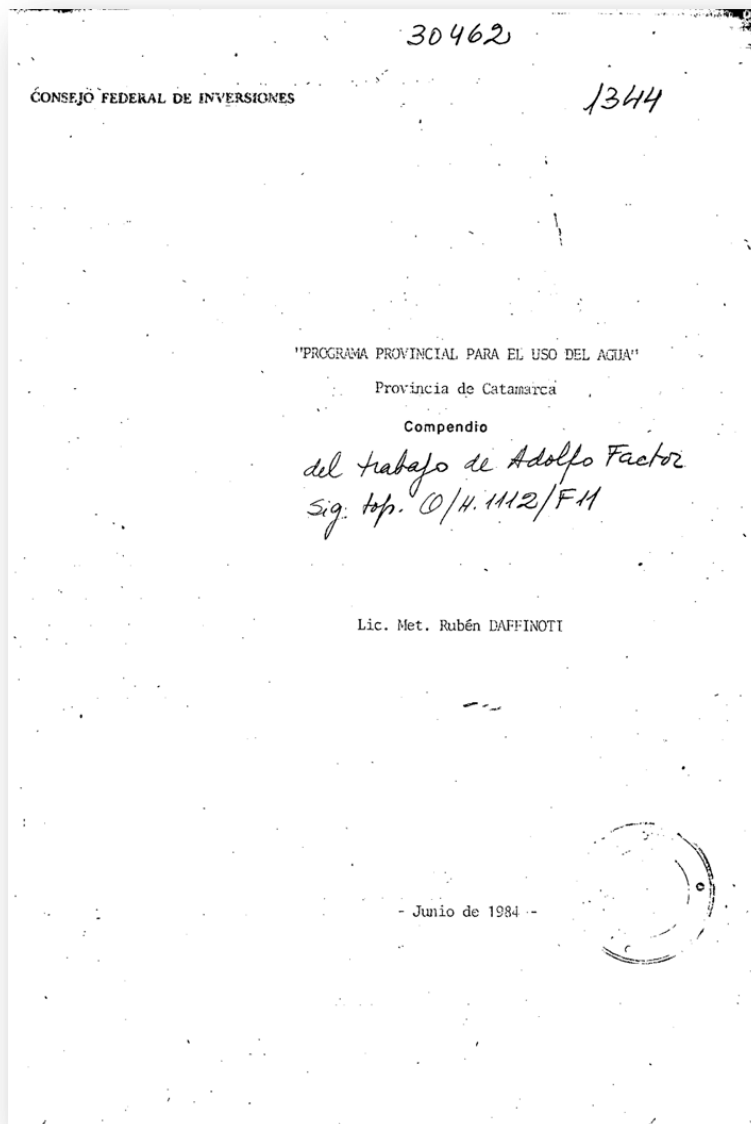 30462
CONSEJO FEDERAL DE INVERSIONES
1344
"PROGRAMA PROVINCIAL PARA EL USO DEL AGUA"
Provincia de Catamarca
Compendio
del trabajo de Adolfo Factor
Sig. top. O/H.1112/F11
Lic. Met. Rubén DAFFINOTI
- Junio de 1984 -